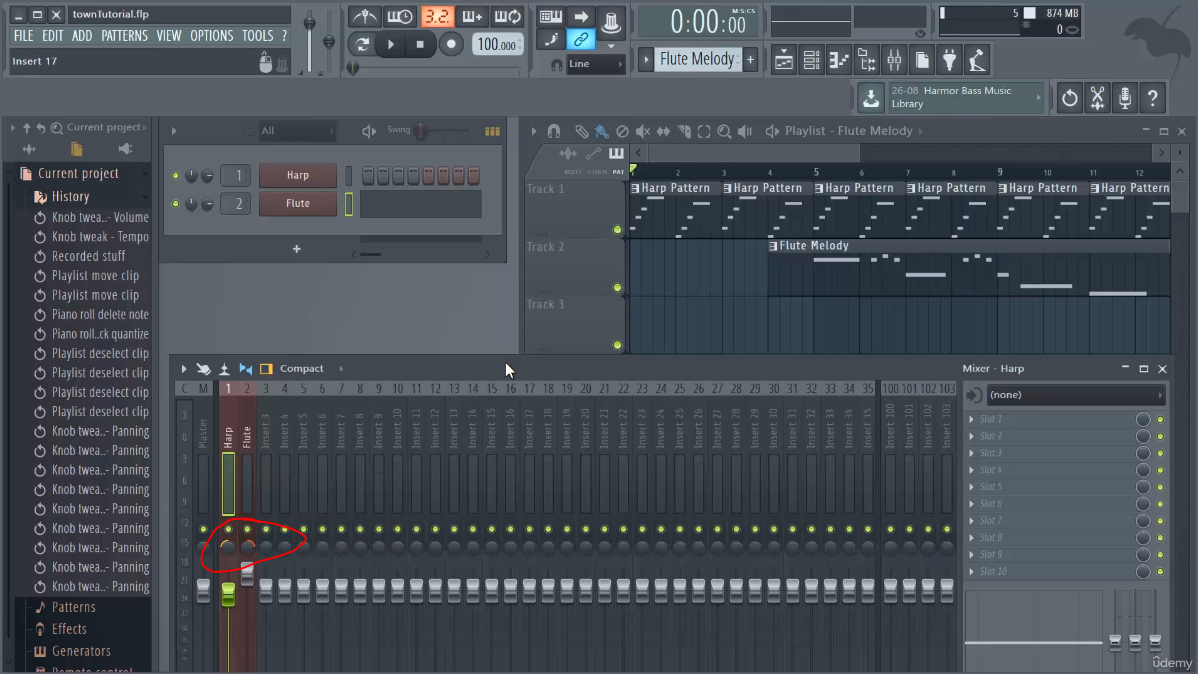 townTutorial.flp
FILE EDIT ADD PATTERNS VIEW OPTIONS TOOLS ?
Insert 17
3.2.
100.000
Line
0:00:00
M:S:CS
Flute Melody
5 874 MB
0
26-08 Harmor Bass Music
Library
Current project
Current project
History
Knob twea..- Volume
Knob tweak - Tempo
Recorded stuff
Playlist move clip
Playlist move clip
Piano roll delete note
Piano roll..ck quantize
Playlist deselect clip
Playlist deselect clip
Playlist deselect clip
Playlist deselect clip
Knob twea..- Panning
Knob twea..- Panning
Knob twea..- Panning
Knob twea..- Panning
Knob twea..- Panning
Knob twea..- Panning
Knob twea..- Panning
Knob twea..- Panning
Knob twea..- Panning
Patterns
Effects
Generators
Remote control
All
Swing
1 Harp
2 Flute
+
Playlist - Flute Melody
PAT
5 9
2 3 4 6 7 8 10 11 12
Track 1
Harp Pattern Harp Pattern Harp Pattern Harp Pattern Harp Pattern Harp Pattern
Track 2
Flute Melody
Track 3
Compact
C M 1 2 3 4 5 6 7 8 9 10 11 12 13 14 15 16 17 18 19 20 21 22 23 24 25 26 27 28 29 30 31 32 33 34 35 100 101 102 103
Master Harp Flute Insert 3 Insert 4 Insert 5 Insert 6 Insert 7 Insert 8 Insert 9 Insert 10 Insert 11 Insert 12 Insert 13 Insert 14 Insert 15 Insert 16 Insert 17 Insert 18 Insert 19 Insert 20 Insert 21 Insert 22 Insert 23 Insert 24 Insert 25 Insert 26 Insert 27 Insert 28 Insert 29 Insert 30 Insert 31 Insert 32 Insert 33 Insert 34 Insert 35 Insert 100 Insert 101 Insert 102 Insert 103
3
0
3
6
9
12
15
18
21
24
Mixer - Harp
(none)
Slot 1
Slot 2
Slot 3
Slot 4
Slot 5
Slot 6
Slot 7
Slot 8
Slot 9
Slot 10
ûdemy